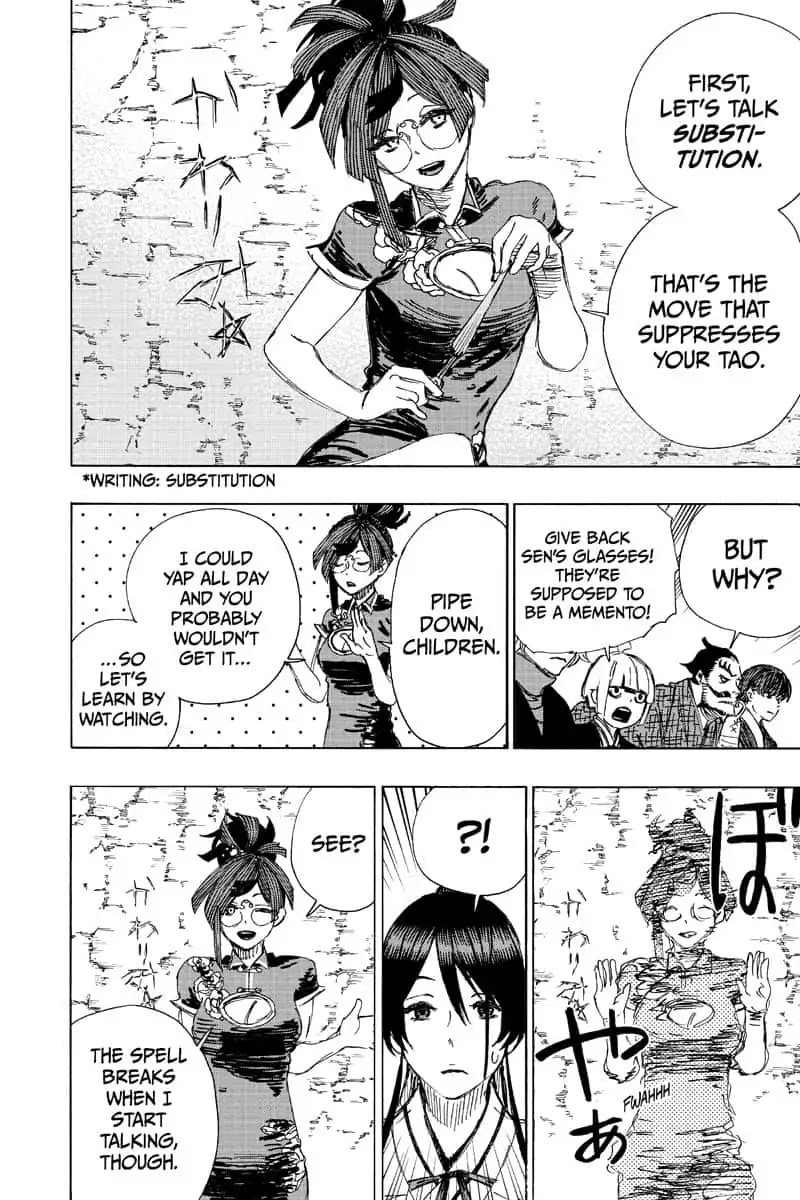 FIRST,
LET'S TALK
SUBSTI-
TUTION.
THAT'S THE
MOVE THAT
SUPPRESSES
YOUR TAO.
*WRITING: SUBSTITUTION
BUT
WHY?
GIVE BACK
SEN'S GLASSES!
THEY'RE
SUPPOSED TO
BE A MEMENTO!
PIPE
DOWN,
CHILDREN.
I COULD
YAP ALL DAY
AND YOU
PROBABLY
WOULDN'T
GET IT...
...SO
LET'S
LEARN BY
WATCHING.
ぼ
やぁ
FWAHHH
?!
SEE?
THE SPELL
BREAKS
WHEN I
START
TALKING,
THOUGH.